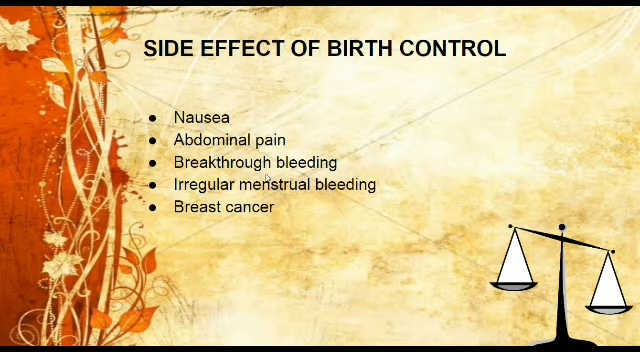 SIDE EFFECT OF BIRTH CONTROL
● Nausea
● Abdominal pain
● Breakthrough bleeding
● Irregular menstrual bleeding
● Breast cancer